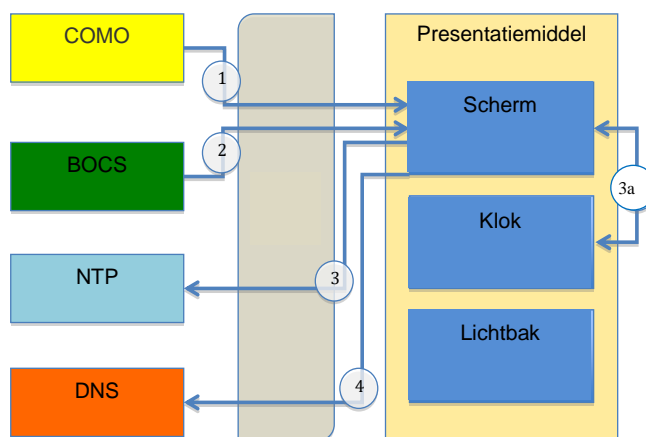 COMO
Presentatiemiddel
1
Scherm
2
BOCS
3a
Klok
NTP
3
Lichtbak
DNS
4